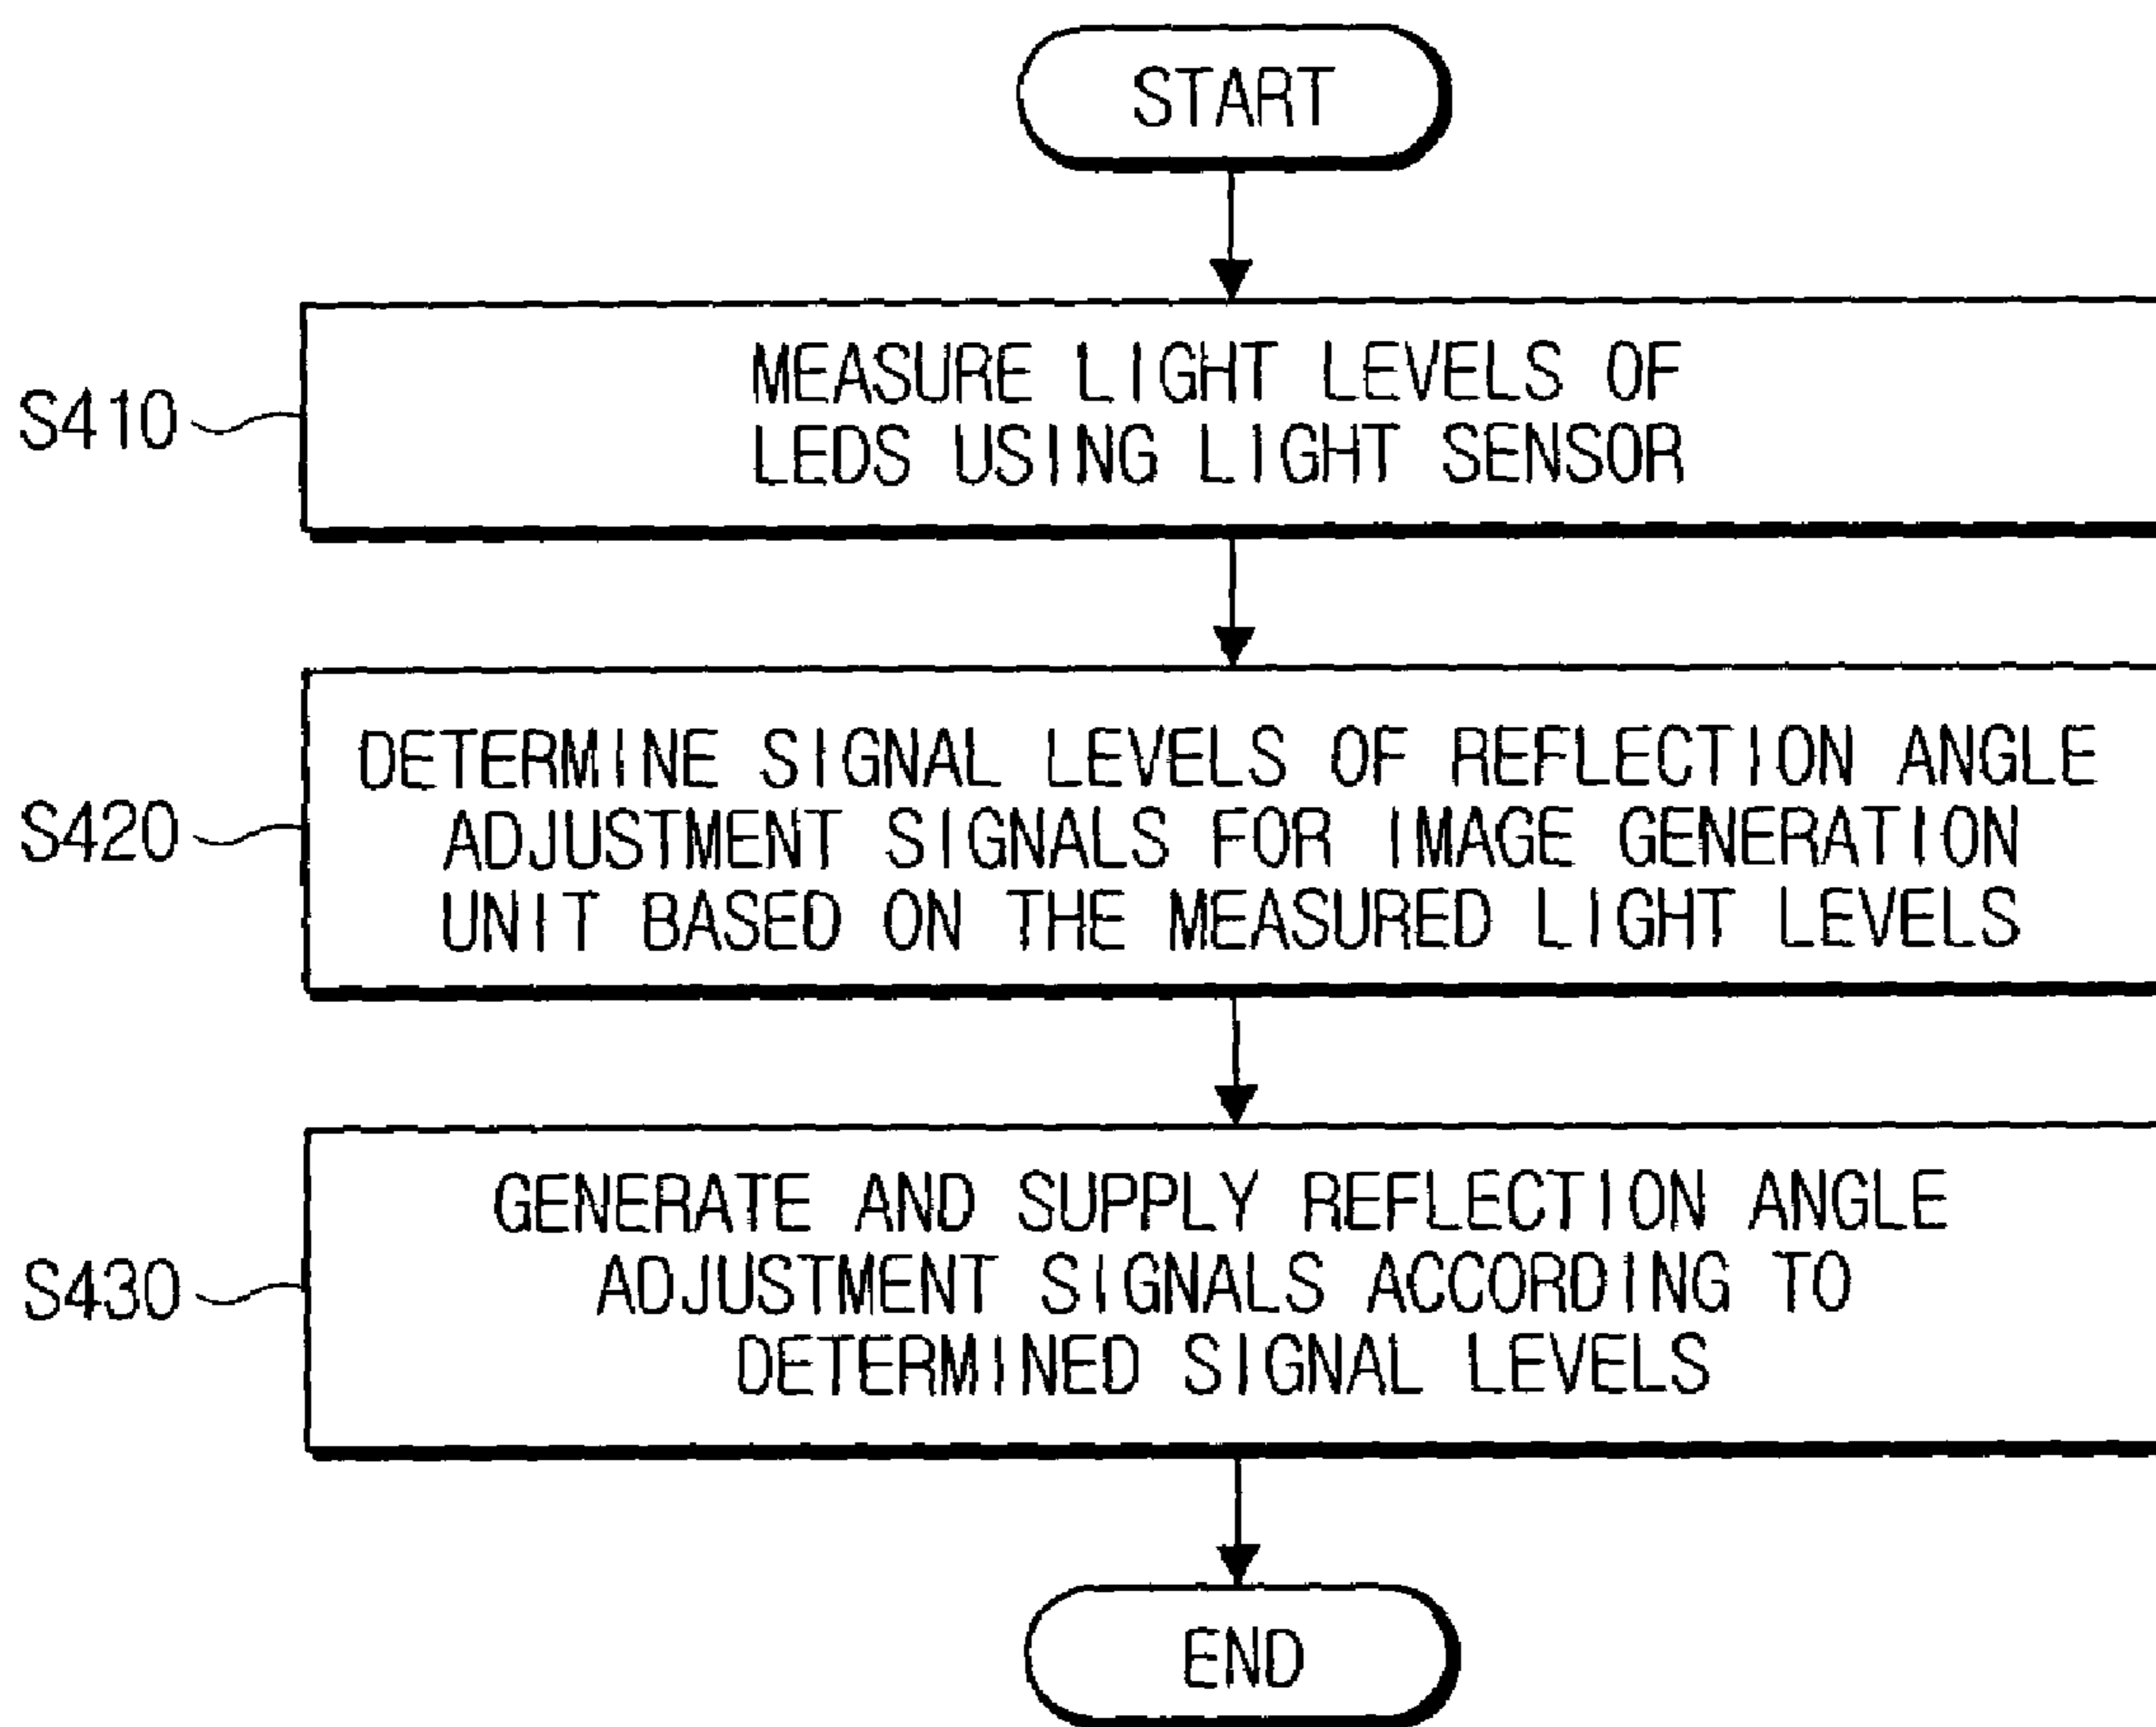 START
S410
MEASURE LIGHT LEVELS OF
LEDS USING LIGHT SENSOR
S420
DETERMINE SIGNAL LEVELS OF REFLECTION ANGLE
ADJUSTMENT SIGNALS FOR IMAGE GENERATION
UNIT BASED ON THE MEASURED LIGHT LEVELS
S430
GENERATE AND SUPPLY REFLECTION ANGLE
ADJUSTMENT SIGNALS ACCORDING TO
DETERMINED SIGNAL LEVELS
END